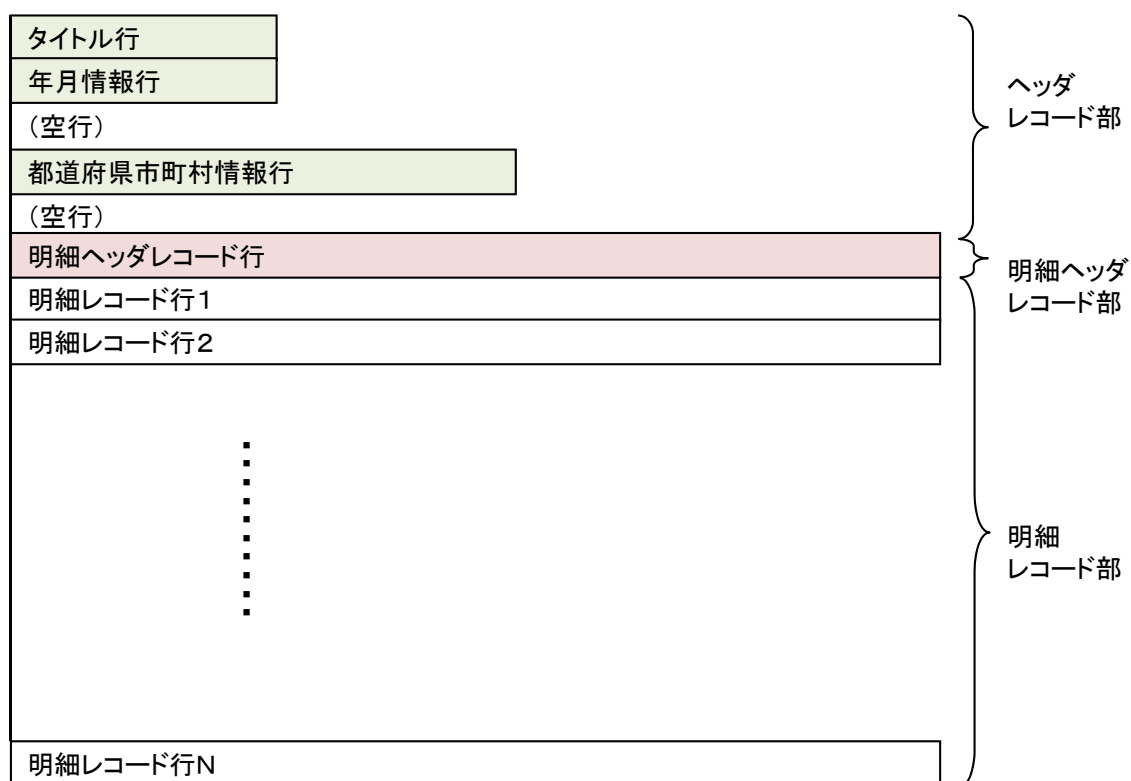 タイトル行
年月情報行
（空行）
都道府県市町村情報行
（空行）
明細ヘッダレコード行
明細レコード行１
明細レコード行２
明細レコード行N
ヘッダ
レコード部
明細ヘッダ
レコード部
明細
レコード部